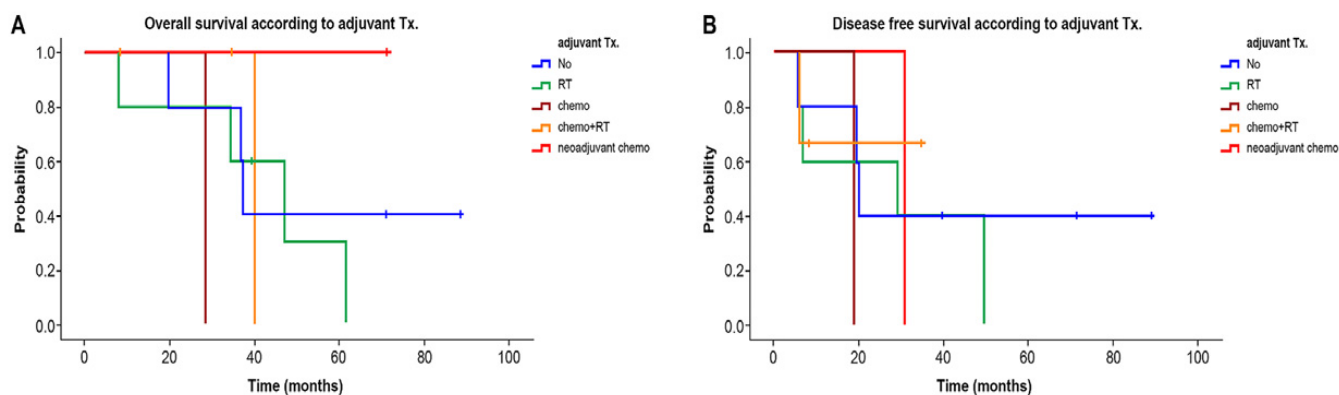 A
Overall survival according to adjuvant Tx.
Probability
1.0
0.8
0.6
0.4
0.2
0.0
0 20 40 60 80 100
Time (months)
adjuvant Tx.
No
RT
chemo
chemo+RT
neoadjuvant chemo
B
Disease free survival according to adjuvant Tx.
Probability
1.0
0.8
0.6
0.4
0.2
0.0
0 20 40 60 80 100
Time (months)
adjuvant Tx.
No
RT
chemo
chemo+RT
neoadjuvant chemo